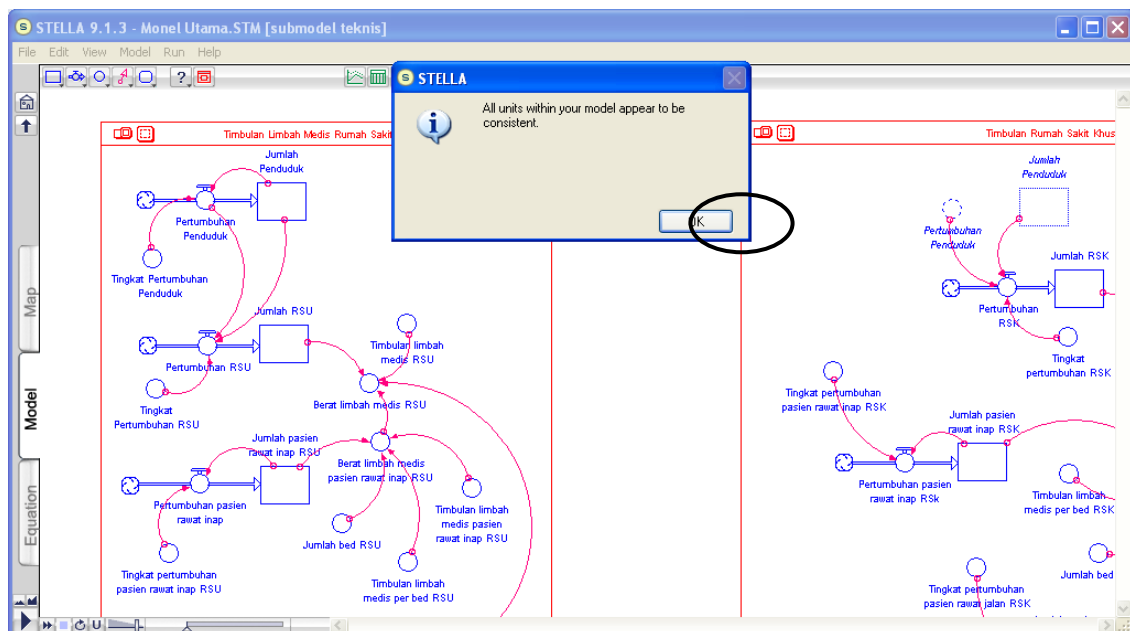 STELLA 9.1.3 - Monel Utama.STM [submodel teknis]
File Edit View Model Run Help
STELLA
All units within your model appear to be
consistent.
OK
Map
Model
Equation
Timbulan Limbah Medis Rumah Sakit
Jumlah
Penduduk
Pertumbuhan
Penduduk
Tingkat Pertumbuhan
Penduduk
Jumlah RSU
Pertumbuhan RSU
Timbulan limbah
medis RSU
Tingkat
Pertumbuhan RSU
Berat limbah medis RSU
Jumlah pasien
rawat inap RSU
Berat limbah medis
pasien rawat inap RSU
Pertumbuhan pasien
rawat inap
Timbulan limbah
medis pasien
rawat inap RSU
Jumlah bed RSU
Tingkat pertumbuhan
pasien rawat inap RSU
Timbulan limbah
medis per bed RSU
Timbulan Rumah Sakit Khus
Jumlah
Penduduk
Pertumbuhan
Penduduk
Jumlah RSK
Pertumbuhan
RSK
Tingkat
pertumbuhan RSK
Tingkat pertumbuhan
pasien rawat inap RSK
Jumlah pasien
rawat inap RSK
Pertumbuhan pasien
rawat inap RSk
Timbulan limbah
medis per bed RSK
Jumlah bed
Tingkat pertumbuhan
pasien rawat jalan RSK